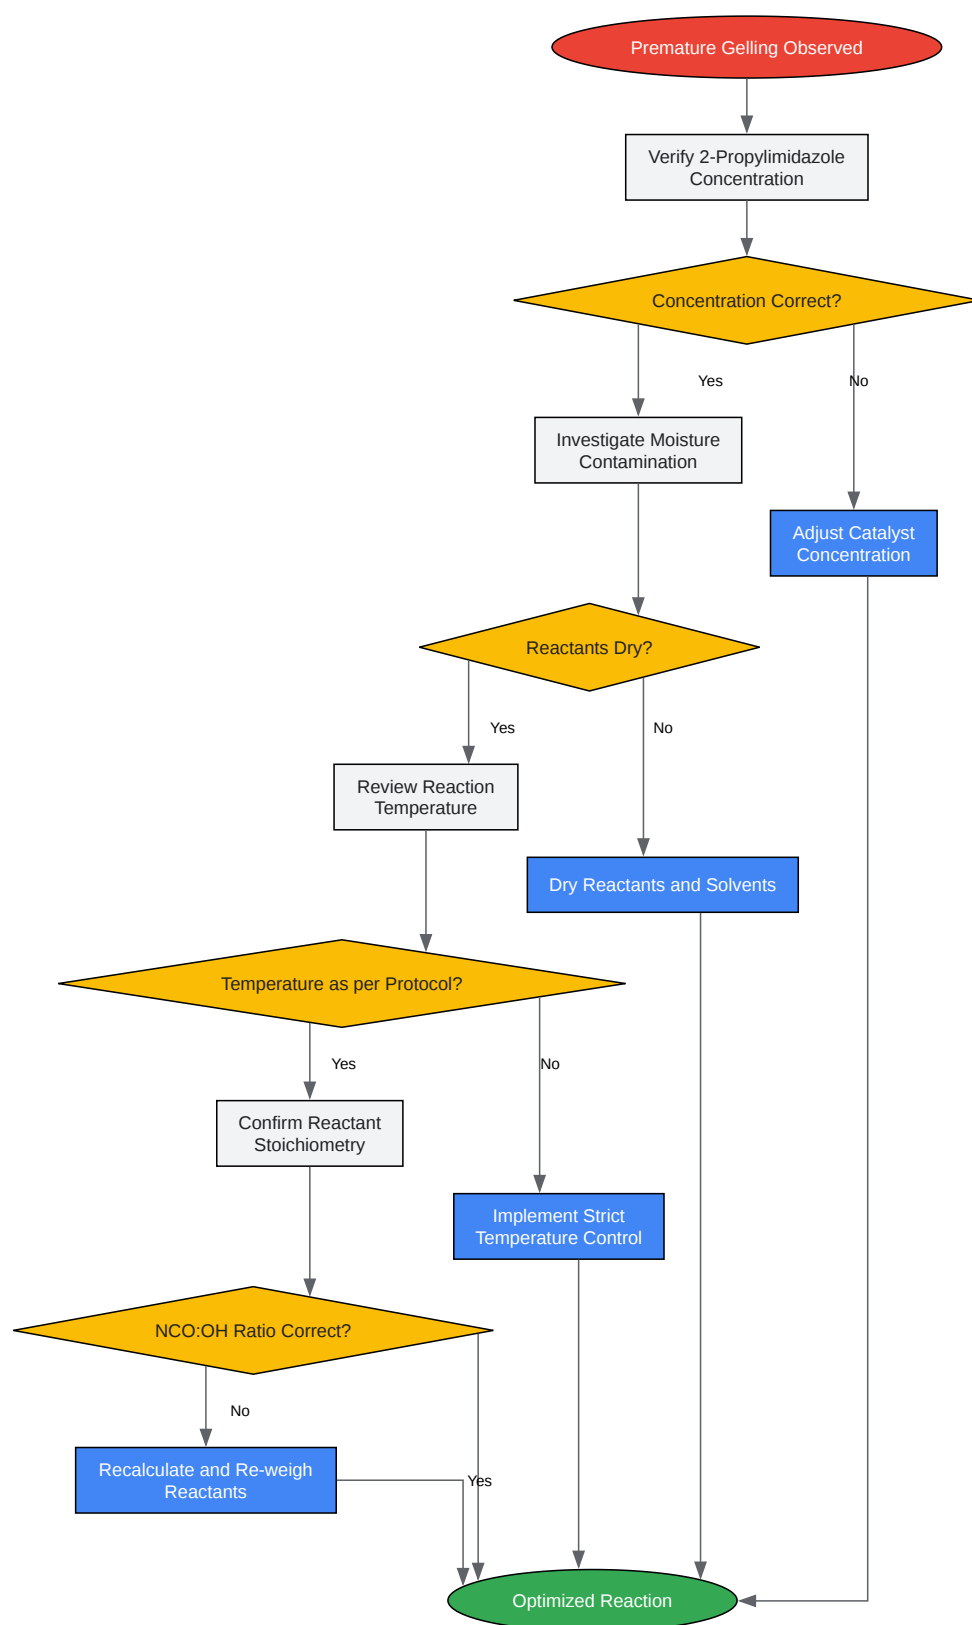 Premature Gelling Observed
Verify 2-Propylimidazole
Concentration
Concentration Correct?
Yes
No
Investigate Moisture
Contamination
Adjust Catalyst
Concentration
Reactants Dry?
Yes
No
Review Reaction
Temperature
Dry Reactants and Solvents
Temperature as per Protocol?
Yes
No
Confirm Reactant
Stoichiometry
Implement Strict
Temperature Control
NCO:OH Ratio Correct?
No
Recalculate and Re-weigh
Reactants
Yes
Optimized Reaction